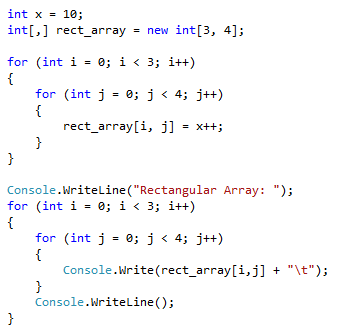 int x = 10;
int[,] rect_array = new int[3, 4];
for (int i = 0; i < 3; i++)
{
    for (int j = 0; j < 4; j++)
    {
        rect_array[i, j] = x++;
    }
}
Console.WriteLine("Rectangular Array: ");
for (int i = 0; i < 3; i++)
{
    for (int j = 0; j < 4; j++)
    {
        Console.Write(rect_array[i,j] + "\t");
    }
    Console.WriteLine();
}